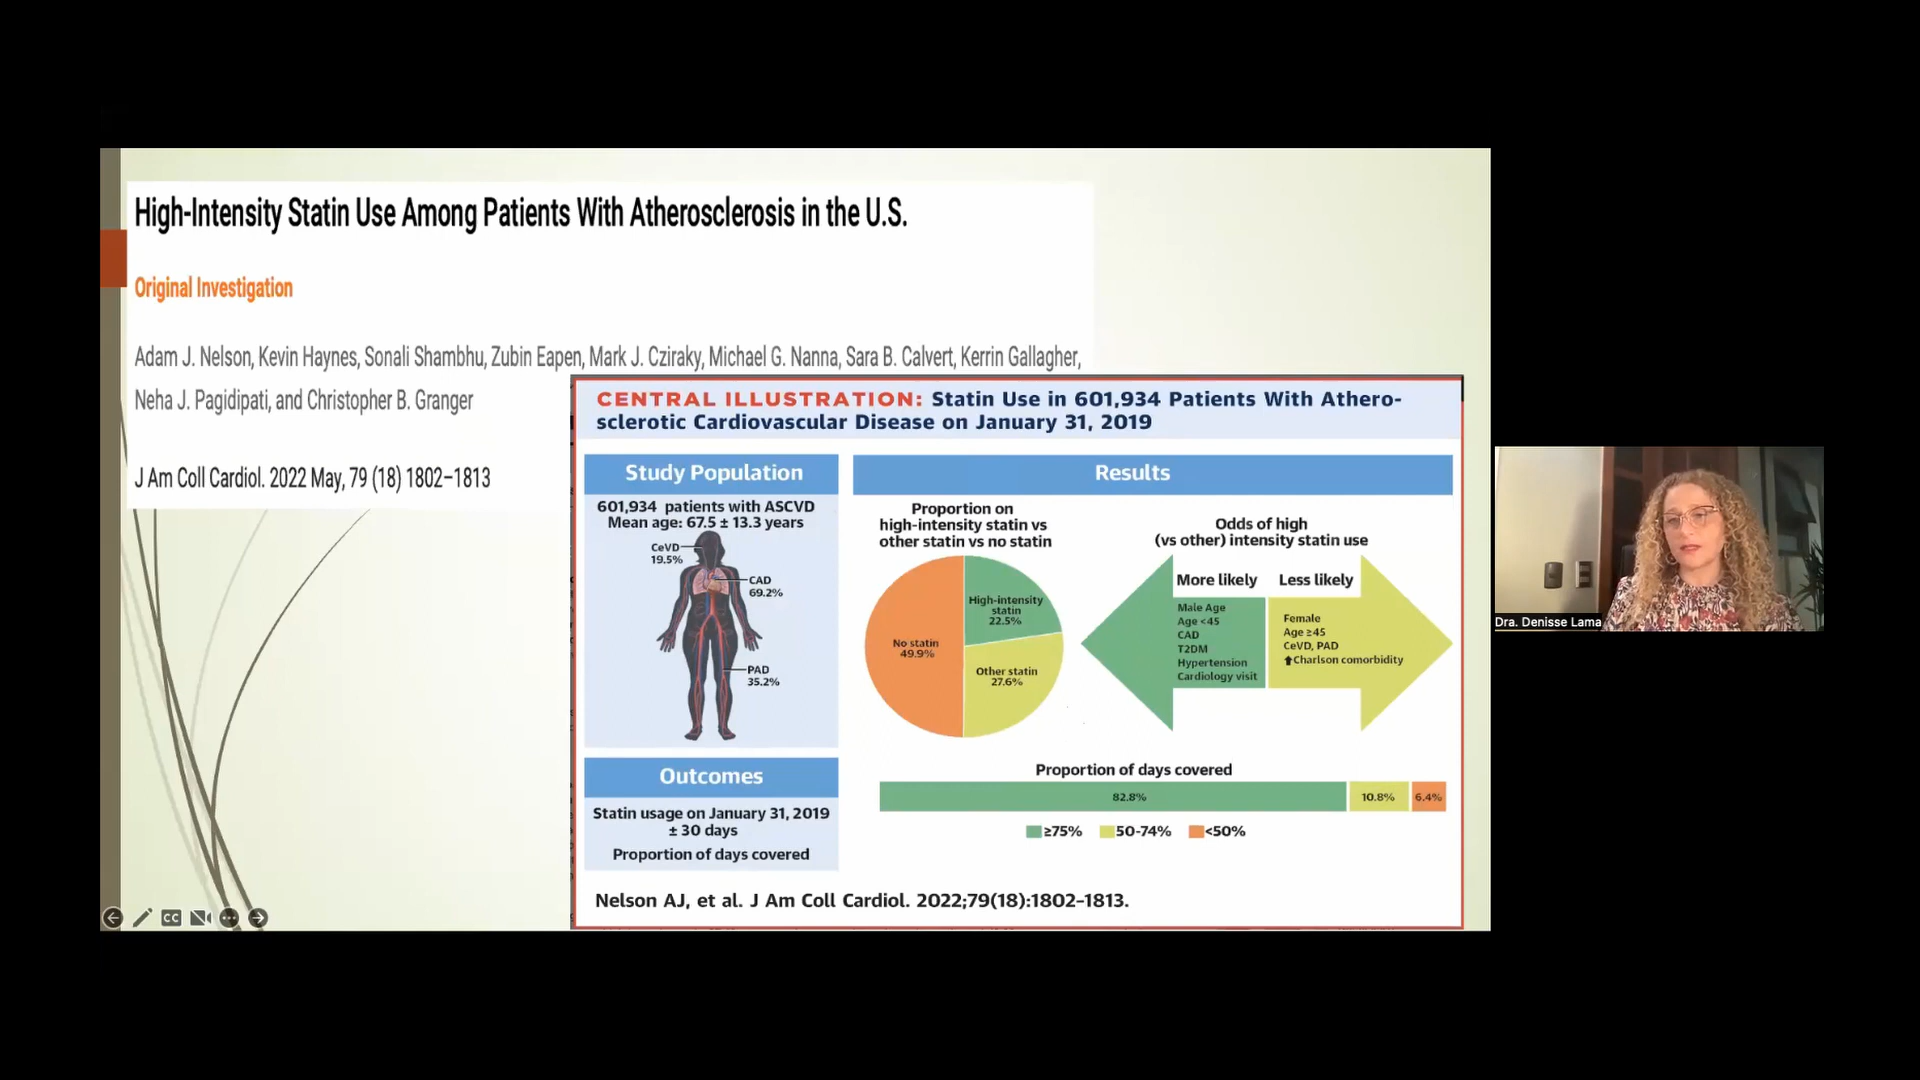 High-Intensity Statin Use Among Patients With Atherosclerosis in the U.S.
Original Investigation
Adam J. Nelson, Kevin Haynes, Sonali Shambhu, Zubin Eapen, Mark J. Cziraky, Michael G. Nanna, Sara B. Calvert, Kerrin Gallagher,
Neha J. Pagidipati, and Christopher B. Granger
J Am Coll Cardiol. 2022 May, 79 (18) 1802–1813
CENTRAL ILLUSTRATION: Statin Use in 601,934 Patients With Athero-
sclerotic Cardiovascular Disease on January 31, 2019
Study Population
601,934 patients with ASCVD
Mean age: 67.5 ± 13.3 years
CeVD
19.5%
CAD
69.2%
PAD
35.2%
Outcomes
Statin usage on January 31, 2019
± 30 days
Proportion of days covered
Results
Proportion on
high-intensity statin vs
other statin vs no statin
High-intensity
statin
22.5%
No statin
49.9%
Other statin
27.6%
Odds of high
(vs other) intensity statin use
More likely
Male Age
Age <45
CAD
T2DM
Hypertension
Cardiology visit
Less likely
Female
Age ≥45
CeVD, PAD
⬆Charlson comorbidity
Proportion of days covered
82.8%
10.8%
6.4%
≥75%
50-74%
<50%
Nelson AJ, et al. J Am Coll Cardiol. 2022;79(18):1802–1813.
CC
Dra. Denisse Lama